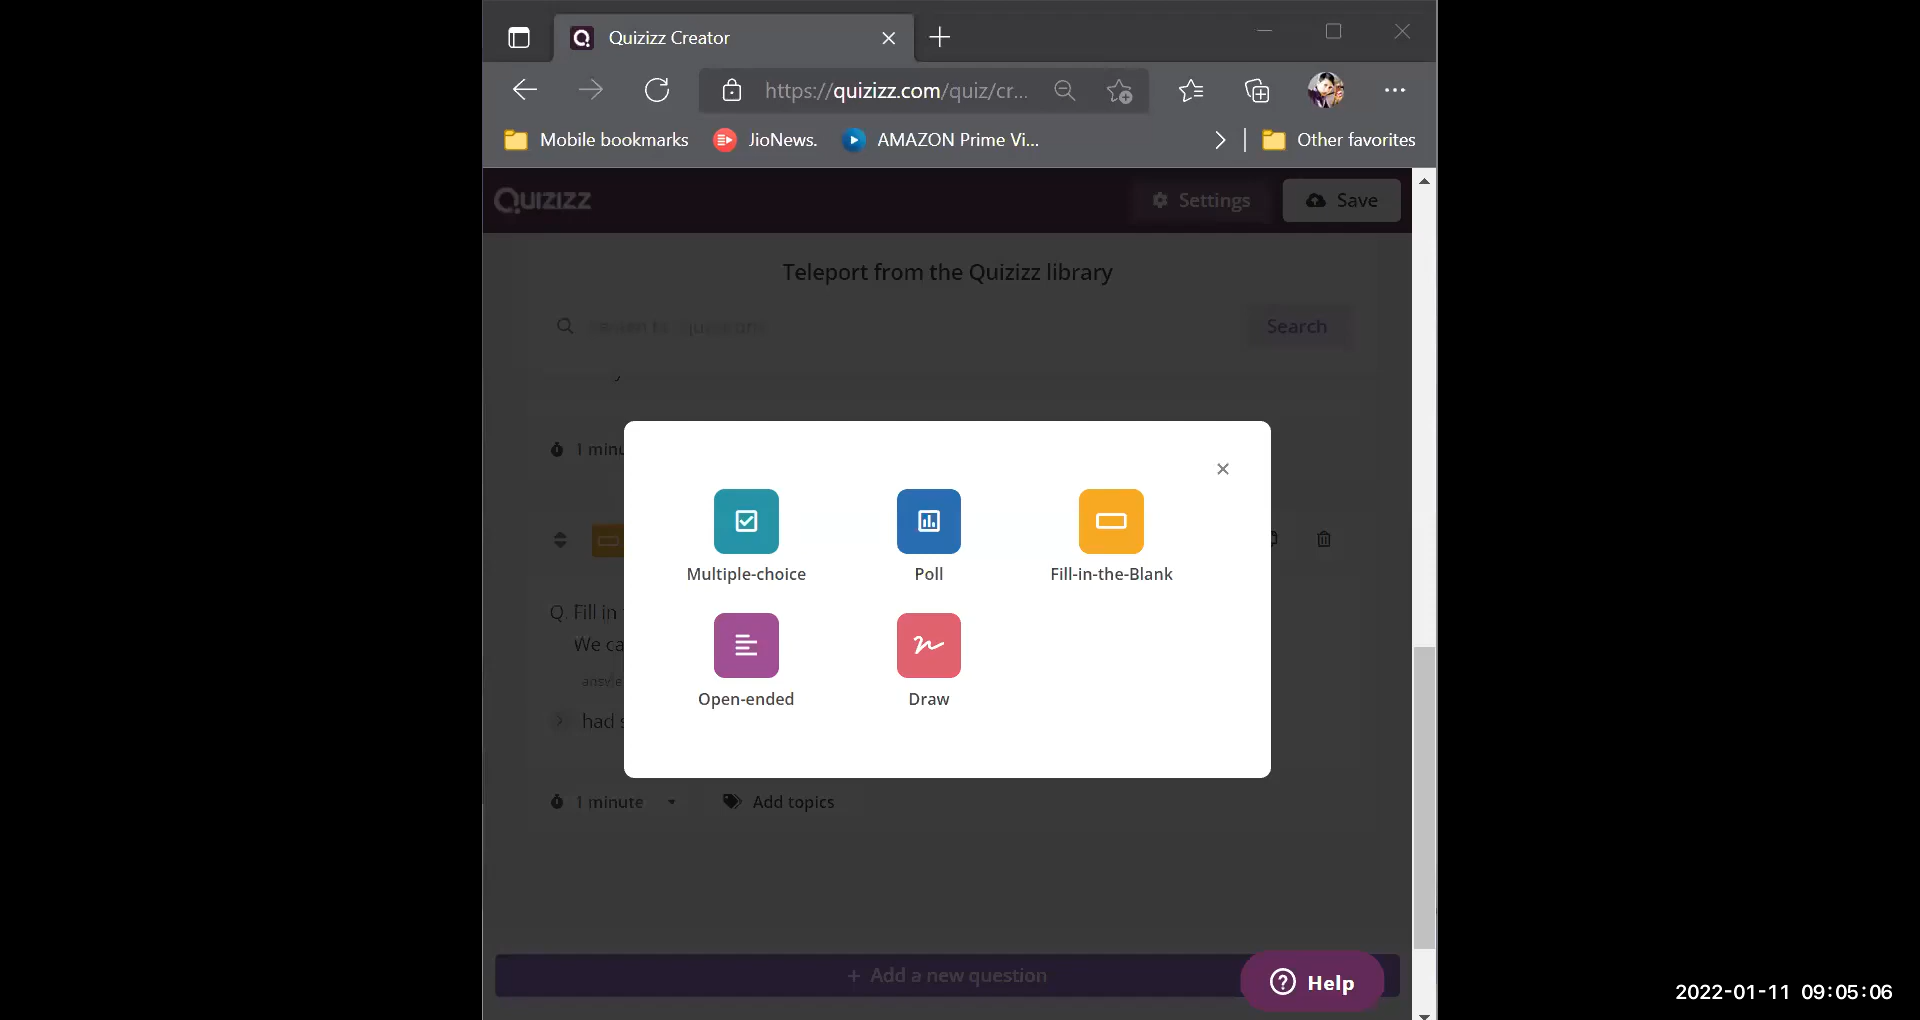 Quizizz Creator
https://quizizz.com/quiz/cr...
Mobile bookmarks
JioNews.
AMAZON Prime Vi...
Other favorites
Quizizz
Settings
Save
Teleport from the Quizizz library
Search
1 minu
Multiple-choice
Poll
Fill-in-the-Blank
Q. Fill in
We ca
had
Open-ended
Draw
1 minute
Add topics
+ Add a new question
? Help
2022-01-11 09:05:06